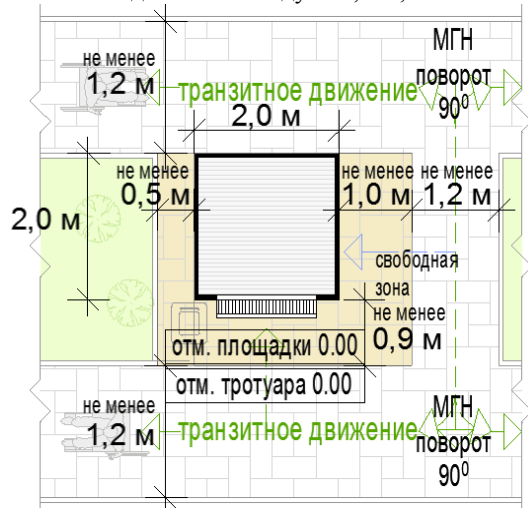 МГН
не менее
1,2 м
транзитное движение
поворот
90⁰
2,0 м
не менее
0,5 м
не менее
1,0 м
не менее
1,2 м
2,0 м
свободная
зона
не менее
0,9 м
отм. площадки 0.00
отм. тротуара 0.00
не менее
1,2 м
транзитное движение
МГН
поворот
90⁰